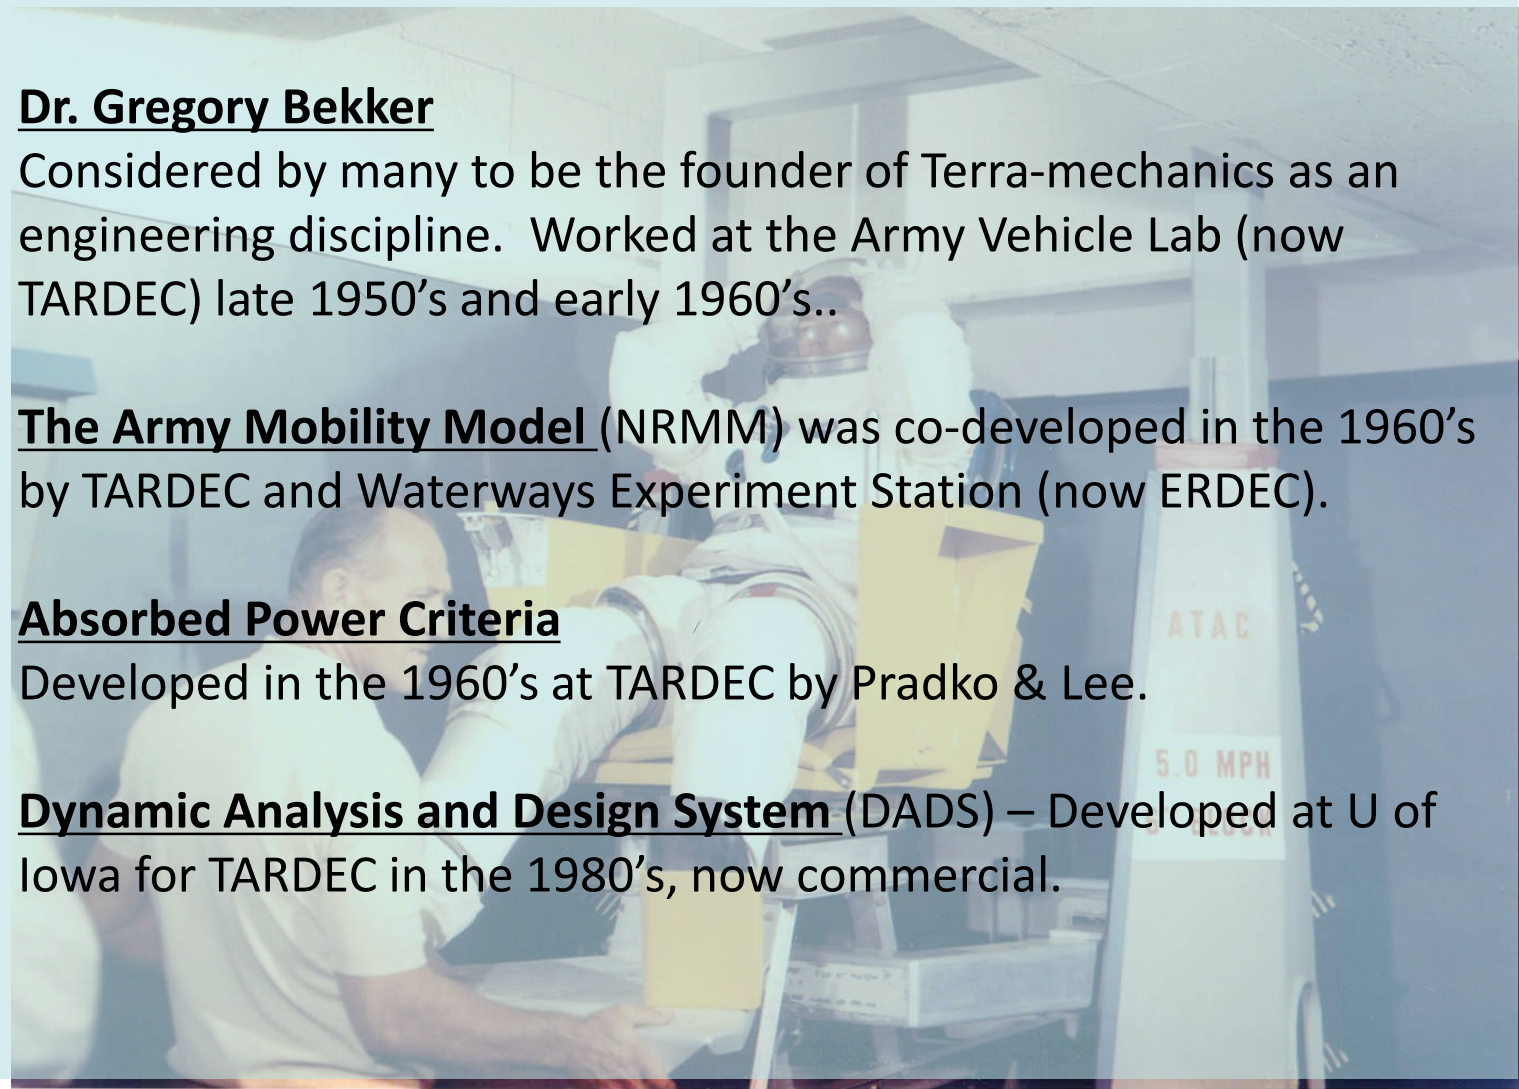 Dr. Gregory Bekker
Considered by many to be the founder of Terra-mechanics as an
engineering discipline.  Worked at the Army Vehicle Lab (now
TARDEC) late 1950’s and early 1960’s..
The Army Mobility Model (NRMM) was co-developed in the 1960’s
by TARDEC and Waterways Experiment Station (now ERDEC).
Absorbed Power Criteria
Developed in the 1960’s at TARDEC by Pradko & Lee.
Dynamic Analysis and Design System (DADS) – Developed at U of
Iowa for TARDEC in the 1980’s, now commercial.
ATAC
5.0 MPH